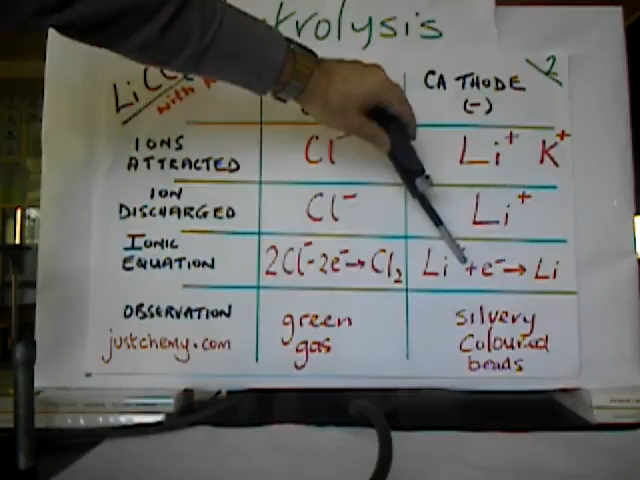 trolysis
LiCl
with
CATHODE
(-)
2
IONS
ATTRACTED
Cl⁻
Li⁺ K⁺
ION
DISCHARGED
Cl⁻
Li⁺
IONIC
EQUATION
2Cl⁻-2e⁻→Cl₂
Li⁺+e⁻→Li
OBSERVATION
green
gas
silvery
Coloured
beads
justchemy.com